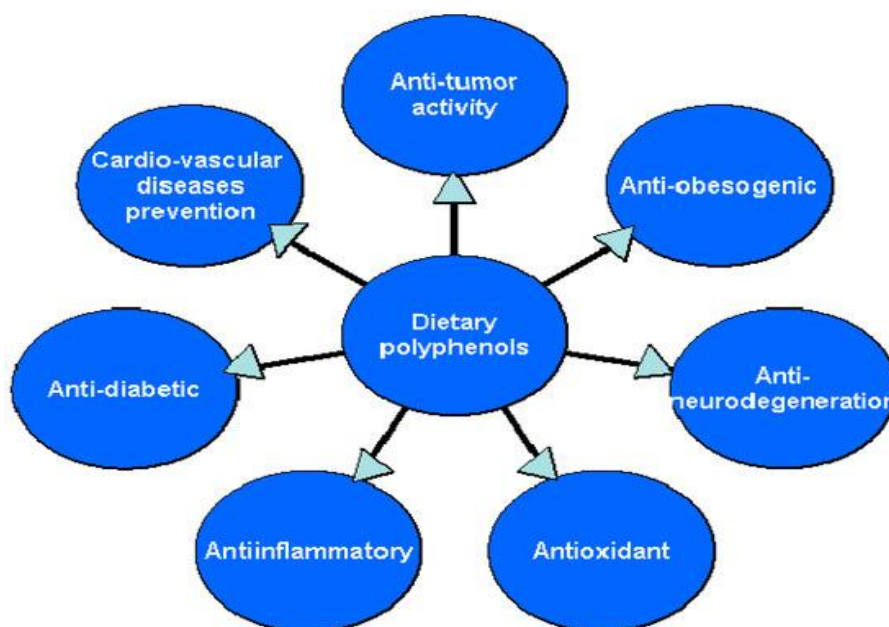 Anti-tumor
activity
Cardio-vascular
diseases
prevention
Anti-obesogenic
Dietary
polyphenols
Anti-diabetic
Anti-
neurodegeneration
Antiinflammatory
Antioxidant